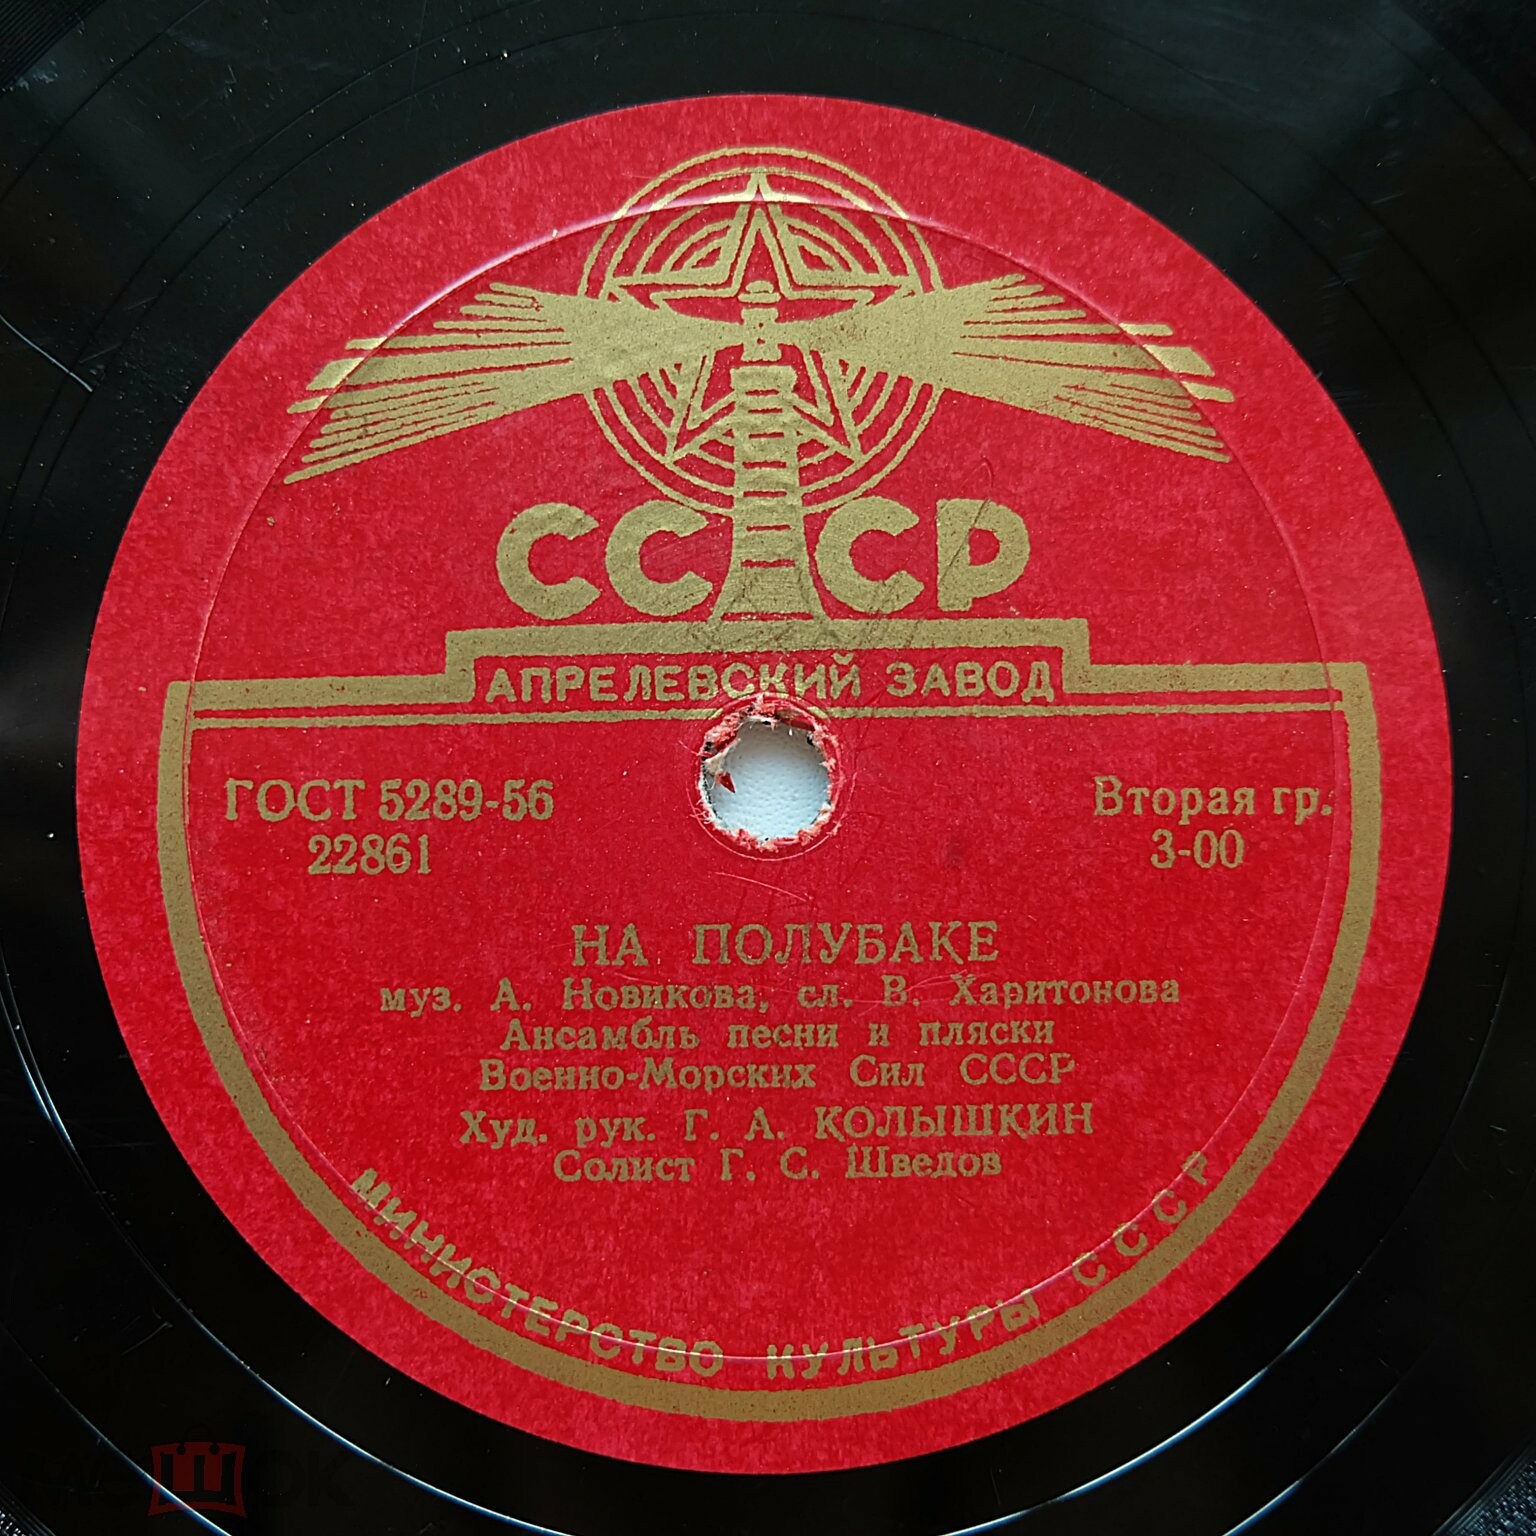 СССР
АПРЕЛЕВСКИЙ ЗАВОД
ГОСТ 5289-56
22861
Вторая гр.
3-00
НА ПОЛУБАКЕ
муз. А. Новикова, сл. В. Харитонова
Ансамбль песни и пляски
Военно-Морских Сил СССР
Худ. рук. Г. А. КОЛЫШКИН
Солист Г. С. Шведов
МИНИСТЕРСТВО КУЛЬТУРЫ СССР
мешок